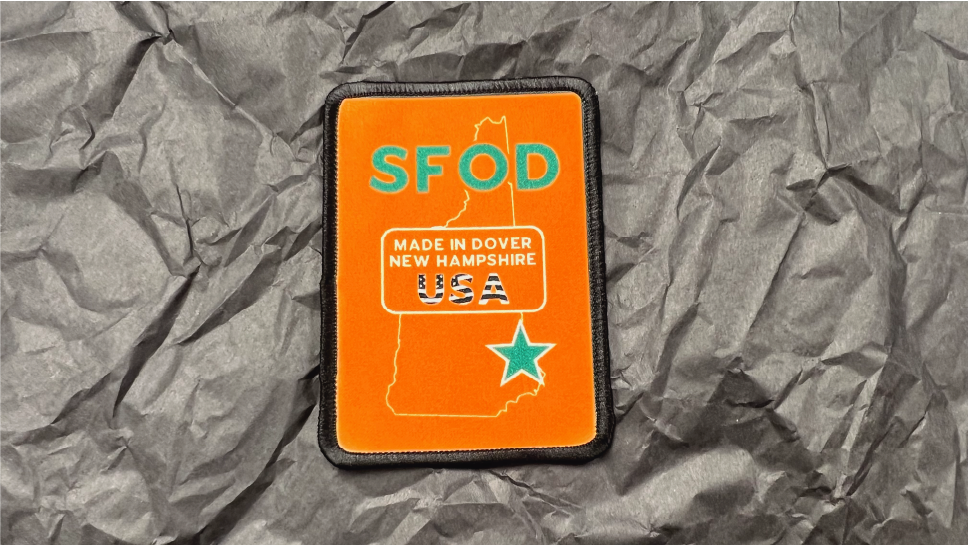 SFOD
MADE IN DOVER
NEW HAMPSHIRE
USA